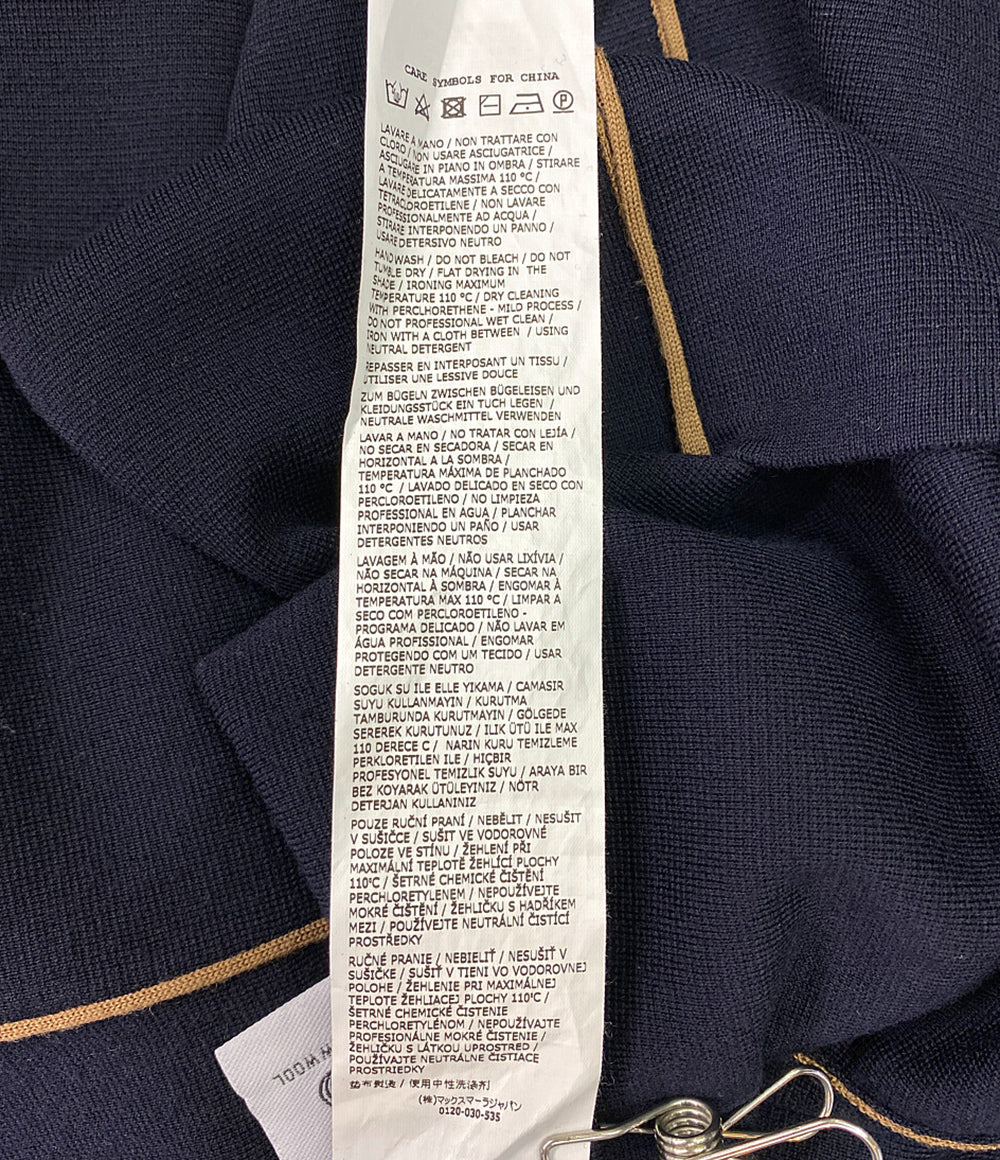 CARE SYMBOLS FOR CHINA
LAVARE A MANO / NON TRATTARE CON
CLORO / NON USARE ASCIUGATRICE /
ASCIUGARE IN PIANO IN OMBRA / STIRARE
A TEMPERATURA MASSIMA 110 °C /
LAVARE DELICATAMENTE A SECCO CON
TETRACLOROETILENE / NON LAVARE
PROFESSIONALMENTE AD ACQUA /
STIRARE INTERPONENDO UN PANNO /
USARE DETERSIVO NEUTRO
HANDWASH / DO NOT BLEACH / DO NOT
TUMBLE DRY / FLAT DRYING IN THE
SHADE / IRONING MAXIMUM
TEMPERATURE 110 °C / DRY CLEANING
WITH PERCLHORETHENE - MILD PROCESS /
DO NOT PROFESSIONAL WET CLEAN /
IRON WITH A CLOTH BETWEEN / USING
NEUTRAL DETERGENT
REPASSER EN INTERPOSANT UN TISSU /
UTILISER UNE LESSIVE DOUCE
ZUM BÜGELN ZWISCHEN BÜGELEISEN UND
KLEIDUNGSSTÜCK EIN TUCH LEGEN /
NEUTRALE WASCHMITTEL VERWENDEN
LAVAR A MANO / NO TRATAR CON LEJÍA /
NO SECAR EN SECADORA / SECAR EN
HORIZONTAL A LA SOMBRA /
TEMPERATURA MÁXIMA DE PLANCHADO
110 °C / LAVADO DELICADO EN SECO CON
PERCLOROETILENO / NO LIMPIEZA
PROFESSIONAL EN AGUA / PLANCHAR
INTERPONIENDO UN PAÑO / USAR
DETERGENTES NEUTROS
LAVAGEM À MÃO / NÃO USAR LIXÍVIA /
NÃO SECAR NA MÁQUINA / SECAR NA
HORIZONTAL À SOMBRA / ENGOMAR À
TEMPERATURA MAX 110 °C / LIMPAR A
SECO COM PERCLOROETILENO -
PROGRAMA DELICADO / NÃO LAVAR EM
ÁGUA PROFISSIONAL / ENGOMAR
PROTEGENDO COM UM TECIDO / USAR
DETERGENTE NEUTRO
SOGUK SU ILE ELLE YIKAMA / CAMASIR
SUYU KULLANMAYIN / KURUTMA
TAMBURUNDA KURUTMAYIN / GÖLGEDE
SEREREK KURUTUNUZ / ILIK ÜTÜ ILE MAX
110 DERECE C / NARIN KURU TEMIZLEME
PERKLORETILEN ILE / HIÇBIR
PROFESYONEL TEMIZLIK SUYU / ARAYA BIR
BEZ KOYARAK ÜTÜLEYINIZ / NÖTR
DETERJAN KULLANINIZ
POUZE RUČNÍ PRANÍ / NEBĚLIT / NESUŠIT
V SUŠIČCE / SUŠIT VE VODOROVNÉ
POLOZE VE STÍNU / ŽEHLENÍ PŘI
MAXIMÁLNÍ TEPLOTĚ ŽEHLÍCÍ PLOCHY
110°C / ŠETRNÉ CHEMICKÉ ČIŠTĚNÍ
PERCHLORETYLENEM / NEPOUŽÍVEJTE
MOKRÉ ČIŠTĚNÍ / ŽEHLIČKU S HADŘÍKEM
MEZI / POUŽÍVEJTE NEUTRÁLNÍ ČISTÍCÍ
PROSTŘEDKY
RUČNÉ PRANIE / NEBIELIŤ / NESUŠIŤ V
SUŠIČKE / SUŠIŤ V TIENI VO VODOROVNEJ
POLOHE / ŽEHLENIE PRI MAXIMÁLNEJ
TEPLOTE ŽEHLIACEJ PLOCHY 110°C /
ŠETRNÉ CHEMICKÉ ČISTENIE
PERCHLORETYLÉNOM / NEPOUŽÍVAJTE
PROFESIONÁLNE MOKRÉ ČISTENIE /
ŽEHLIČKU S LÁTKOU UPROSTRED /
POUŽÍVAJTE NEUTRÁLNE ČISTIACE
PROSTRIEDKY
垫布熨烫 / 使用中性洗涤剂
(株)マックスマーラジャパン
0120-030-535
WOOL